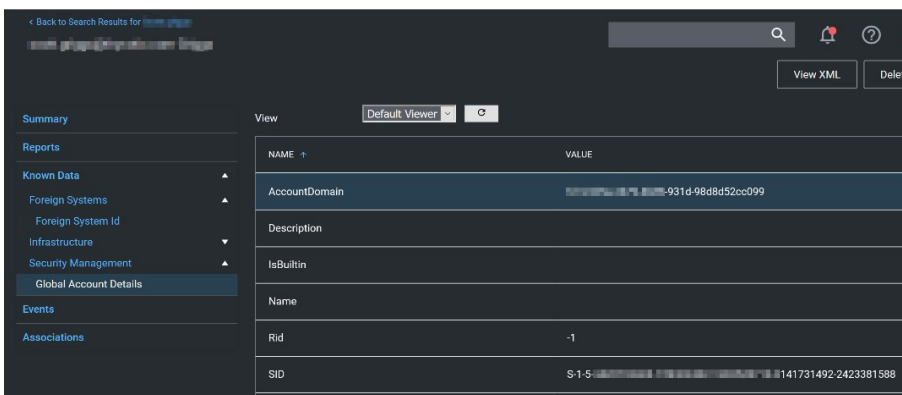 < Back to Search Results for
View XML
Dele
Summary
Reports
Known Data
Foreign Systems
Foreign System Id
Infrastructure
Security Management
Global Account Details
Events
Associations
View Default Viewer
NAME ↑ VALUE
AccountDomain -931d-98d8d52cc099
Description
IsBuiltin
Name
Rid -1
SID S-1-5- 141731492-2423381588